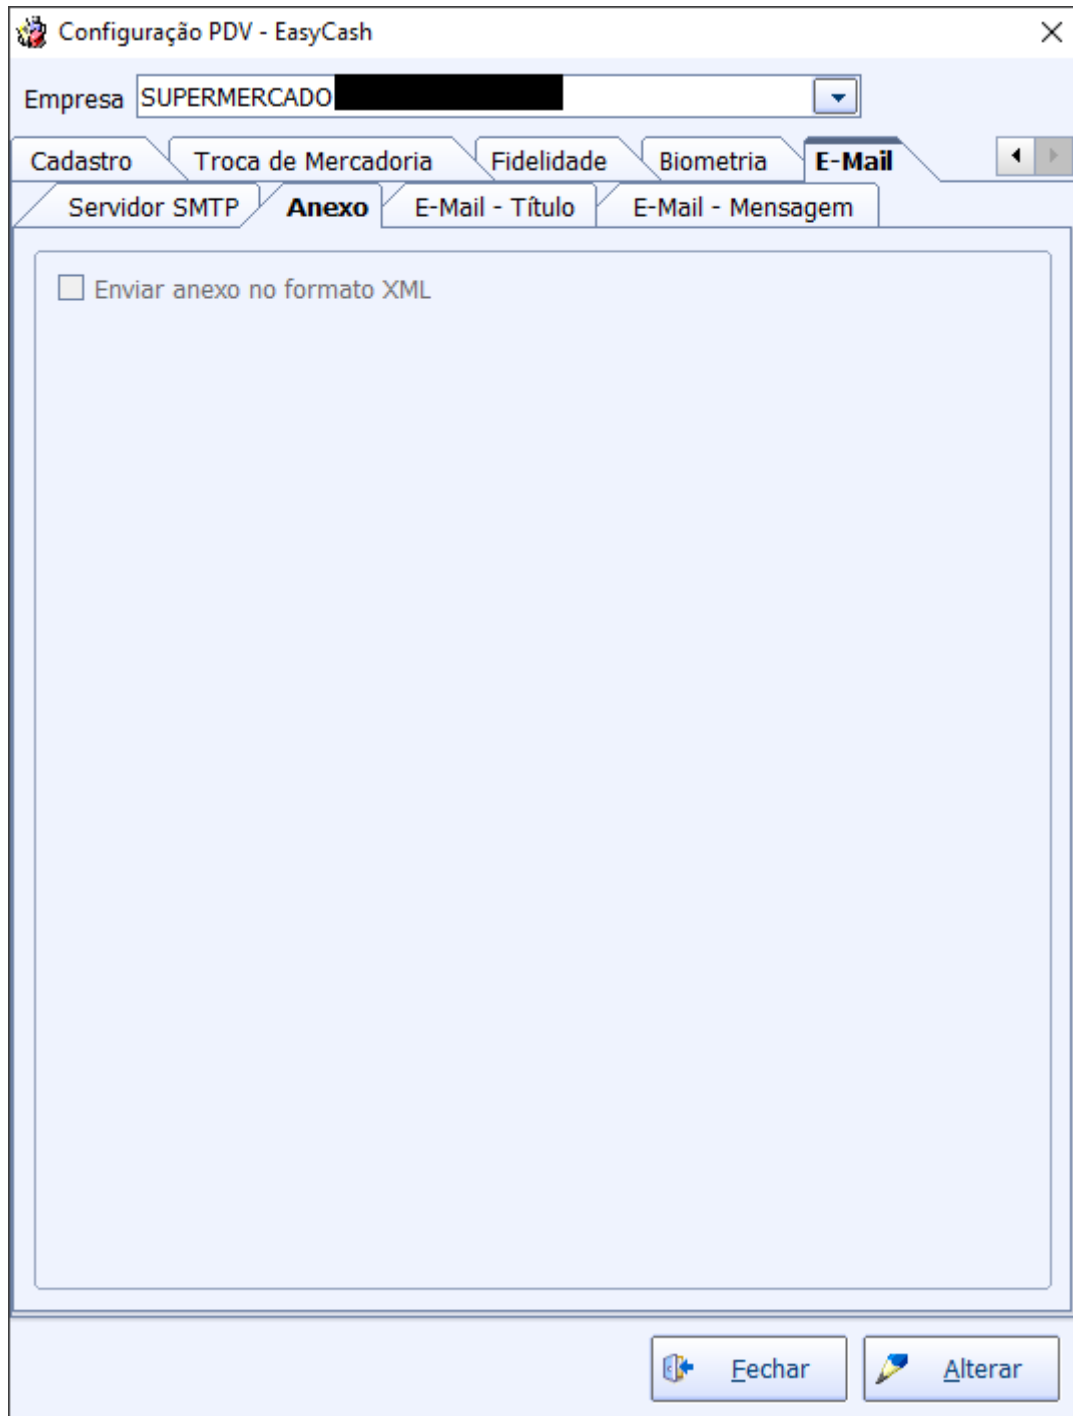 Configuração PDV - EasyCash
Empresa SUPERMERCADO
Cadastro Troca de Mercadoria Fidelidade Biometria E-Mail
Servidor SMTP Anexo E-Mail - Título E-Mail - Mensagem
Enviar anexo no formato XML
Fechar Alterar